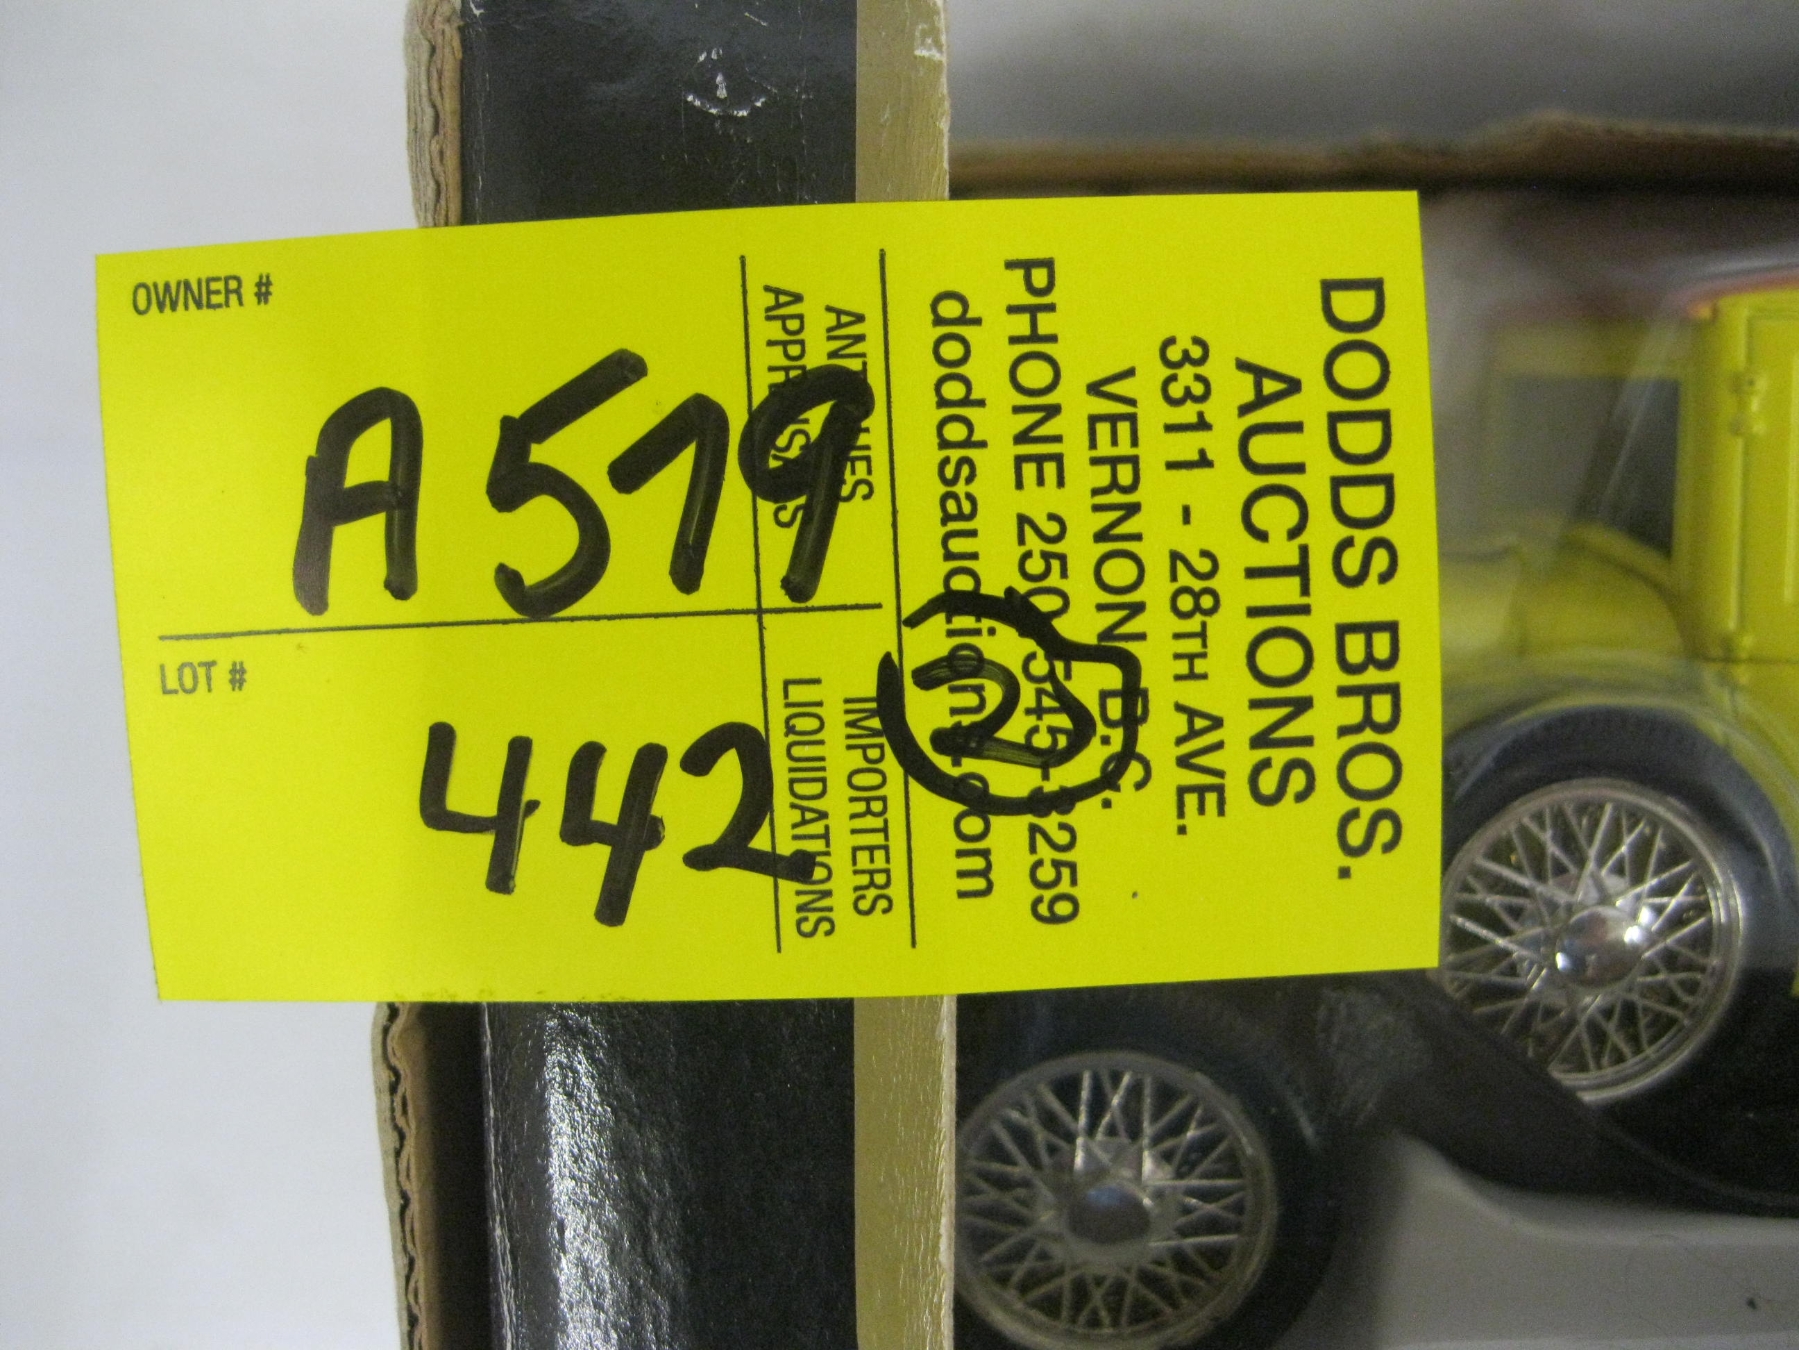 DODDS BROS.
AUCTIONS
3311 - 28TH AVE.
VERNON B.C.
PHONE 250-545-3259
doddsauctions.com
ANTIQUES
APPRAISALS
IMPORTERS
LIQUIDATIONS
2
OWNER #
A579
LOT #
442